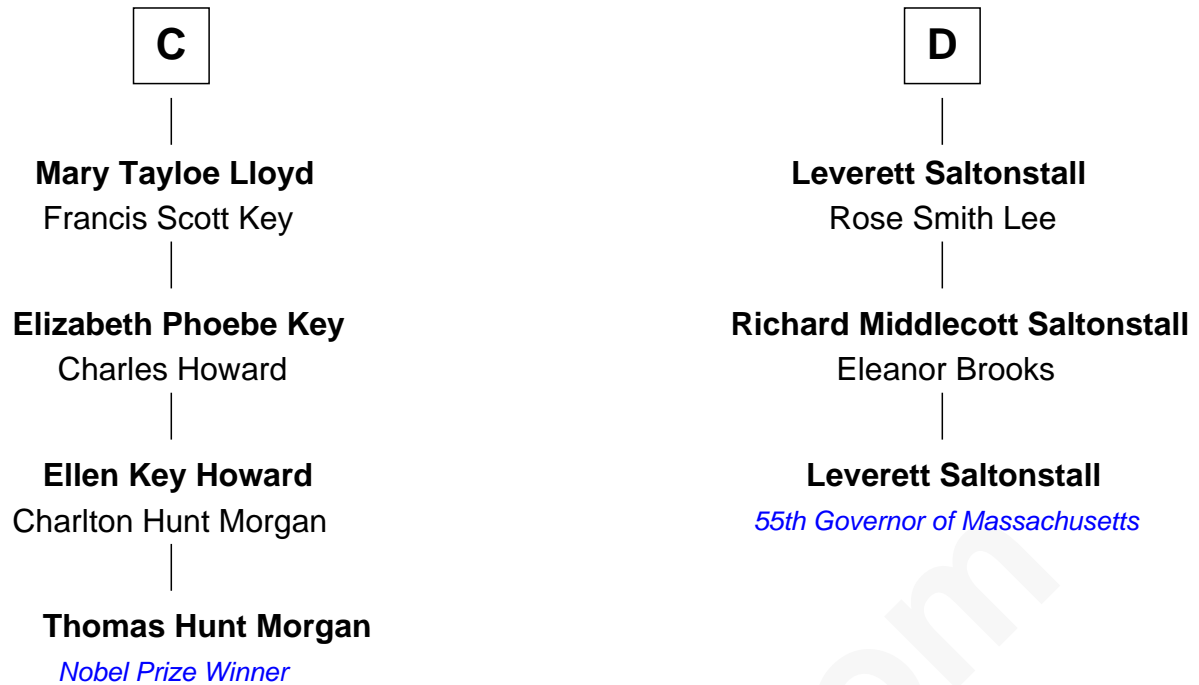 C
Mary Tayloe Lloyd
Francis Scott Key
Elizabeth Phoebe Key
Charles Howard
Ellen Key Howard
Charlton Hunt Morgan
Thomas Hunt Morgan
Nobel Prize Winner
D
Leverett Saltonstall
Rose Smith Lee
Richard Middlecott Saltonstall
Eleanor Brooks
Leverett Saltonstall
55th Governor of Massachusetts
om